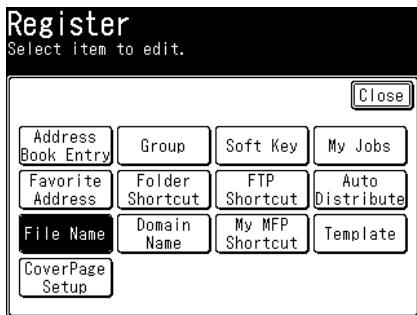 Register
Select item to edit.
Close
Address
Book Entry
Group
Soft Key
My Jobs
Favorite
Address
Folder
Shortcut
FTP
Shortcut
Auto
Distribute
File Name
Domain
Name
My MFP
Shortcut
Template
CoverPage
Setup